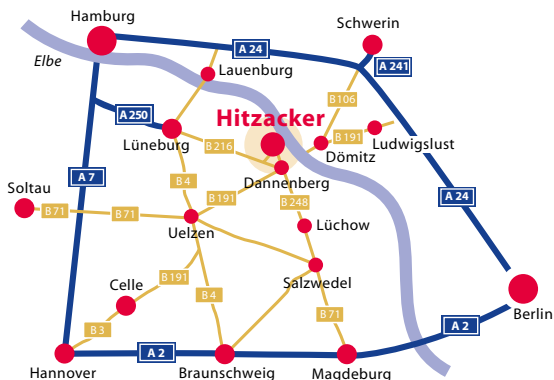 Hamburg
Schwerin
Elbe
A 24
A 241
Lauenburg
B106
A 250
Hitzacker
Lüneburg
B216
B191
Ludwigslust
Dömitz
A 7
B4
Dannenberg
Soltau
B191
A 24
B71
B71
B248
Uelzen
Lüchow
Celle
B191
Salzwedel
B4
Berlin
B3
B71
A 2
A 2
Hannover
Braunschweig
Magdeburg